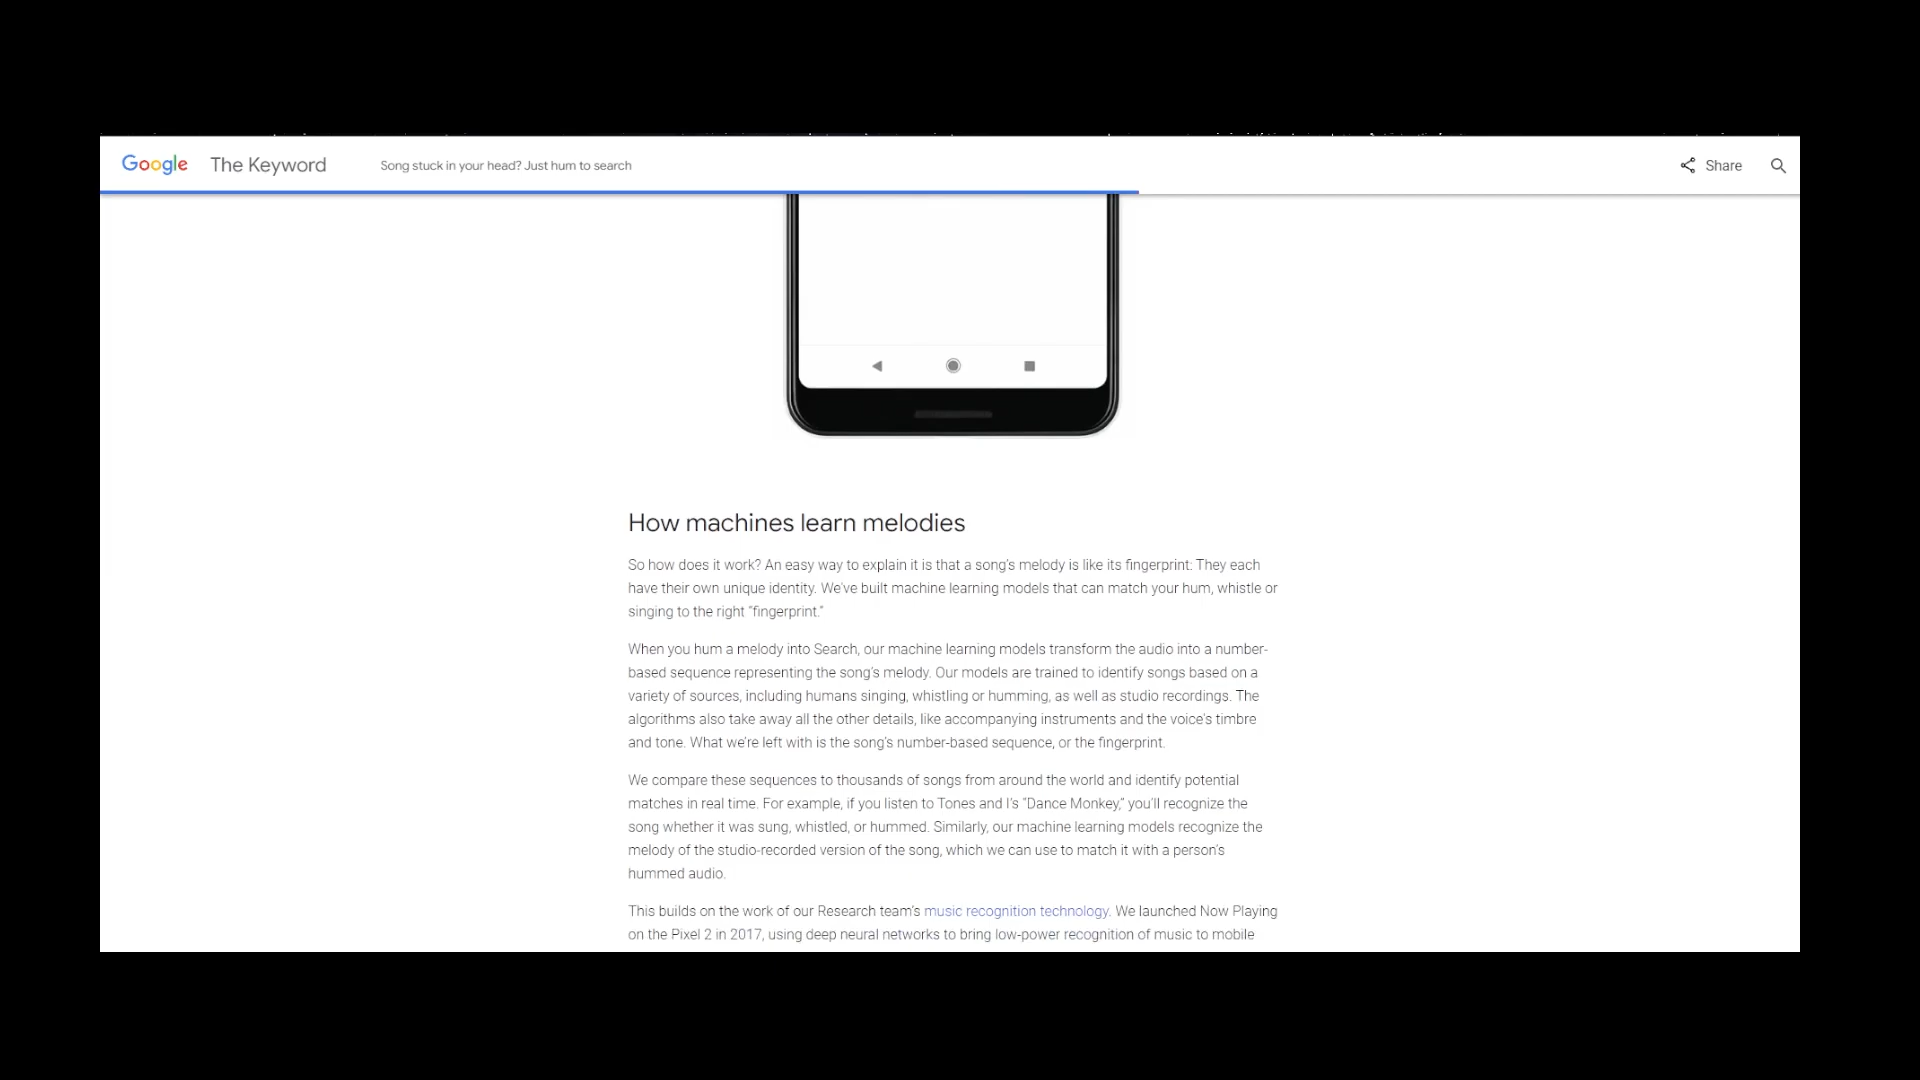 Google The Keyword Song stuck in your head? Just hum to search Share
How machines learn melodies
So how does it work? An easy way to explain it is that a song's melody is like its fingerprint: They each
have their own unique identity. We've built machine learning models that can match your hum, whistle or
singing to the right “fingerprint.”
When you hum a melody into Search, our machine learning models transform the audio into a number-
based sequence representing the song's melody. Our models are trained to identify songs based on a
variety of sources, including humans singing, whistling or humming, as well as studio recordings. The
algorithms also take away all the other details, like accompanying instruments and the voice's timbre
and tone. What we're left with is the song's number-based sequence, or the fingerprint.
We compare these sequences to thousands of songs from around the world and identify potential
matches in real time. For example, if you listen to Tones and I's “Dance Monkey,” you'll recognize the
song whether it was sung, whistled, or hummed. Similarly, our machine learning models recognize the
melody of the studio-recorded version of the song, which we can use to match it with a person's
hummed audio.
This builds on the work of our Research team's music recognition technology. We launched Now Playing
on the Pixel 2 in 2017, using deep neural networks to bring low-power recognition of music to mobile